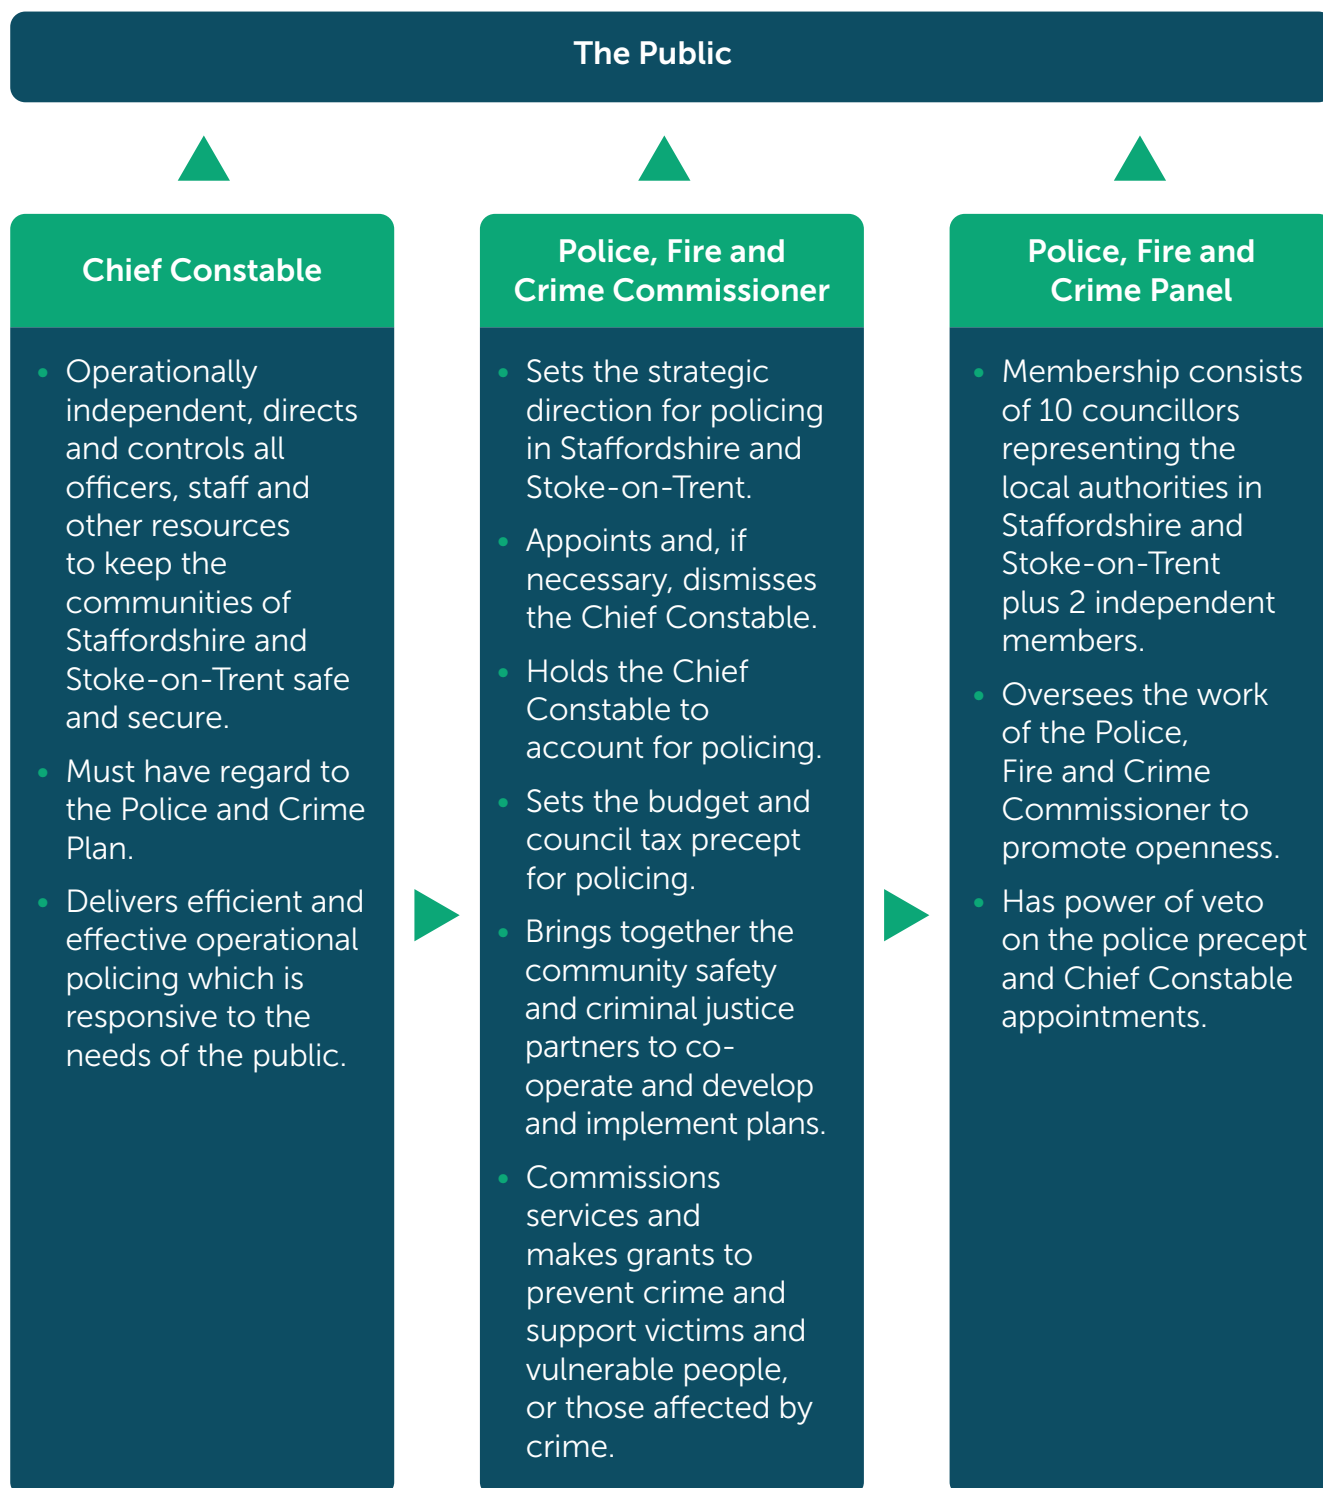 The Public
Chief Constable
• Operationally
independent, directs
and controls all
officers, staff and
other resources
to keep the
communities of
Staffordshire and
Stoke-on-Trent safe
and secure.
• Must have regard to
the Police and Crime
Plan.
• Delivers efficient and
effective operational
policing which is
responsive to the
needs of the public.
Police, Fire and
Crime Commissioner
• Sets the strategic
direction for policing
in Staffordshire and
Stoke-on-Trent.
• Appoints and, if
necessary, dismisses
the Chief Constable.
• Holds the Chief
Constable to
account for policing.
• Sets the budget and
council tax precept
for policing.
• Brings together the
community safety
and criminal justice
partners to co-
operate and develop
and implement plans.
• Commissions
services and
makes grants to
prevent crime and
support victims and
vulnerable people,
or those affected by
crime.
Police, Fire and
Crime Panel
• Membership consists
of 10 councillors
representing the
local authorities in
Staffordshire and
Stoke-on-Trent
plus 2 independent
members.
• Oversees the work
of the Police,
Fire and Crime
Commissioner to
promote openness.
• Has power of veto
on the police precept
and Chief Constable
appointments.